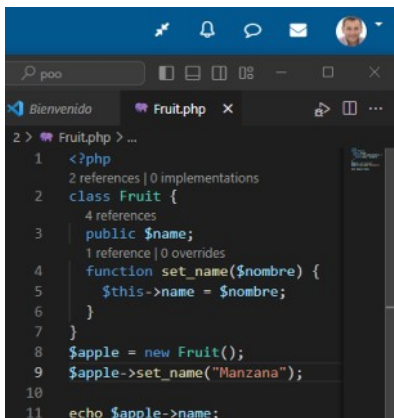 poo
Bienvenido Fruit.php
2 > Fruit.php > ...
1 <?php
2 references | 0 implementations
2 class Fruit {
4 references
3 public $name;
1 reference | 0 overrides
4 function set_name($nombre) {
5 $this->name = $nombre;
6 }
7 }
8 $apple = new Fruit();
9 $apple->set_name("Manzana");
10
11 echo $apple->name;